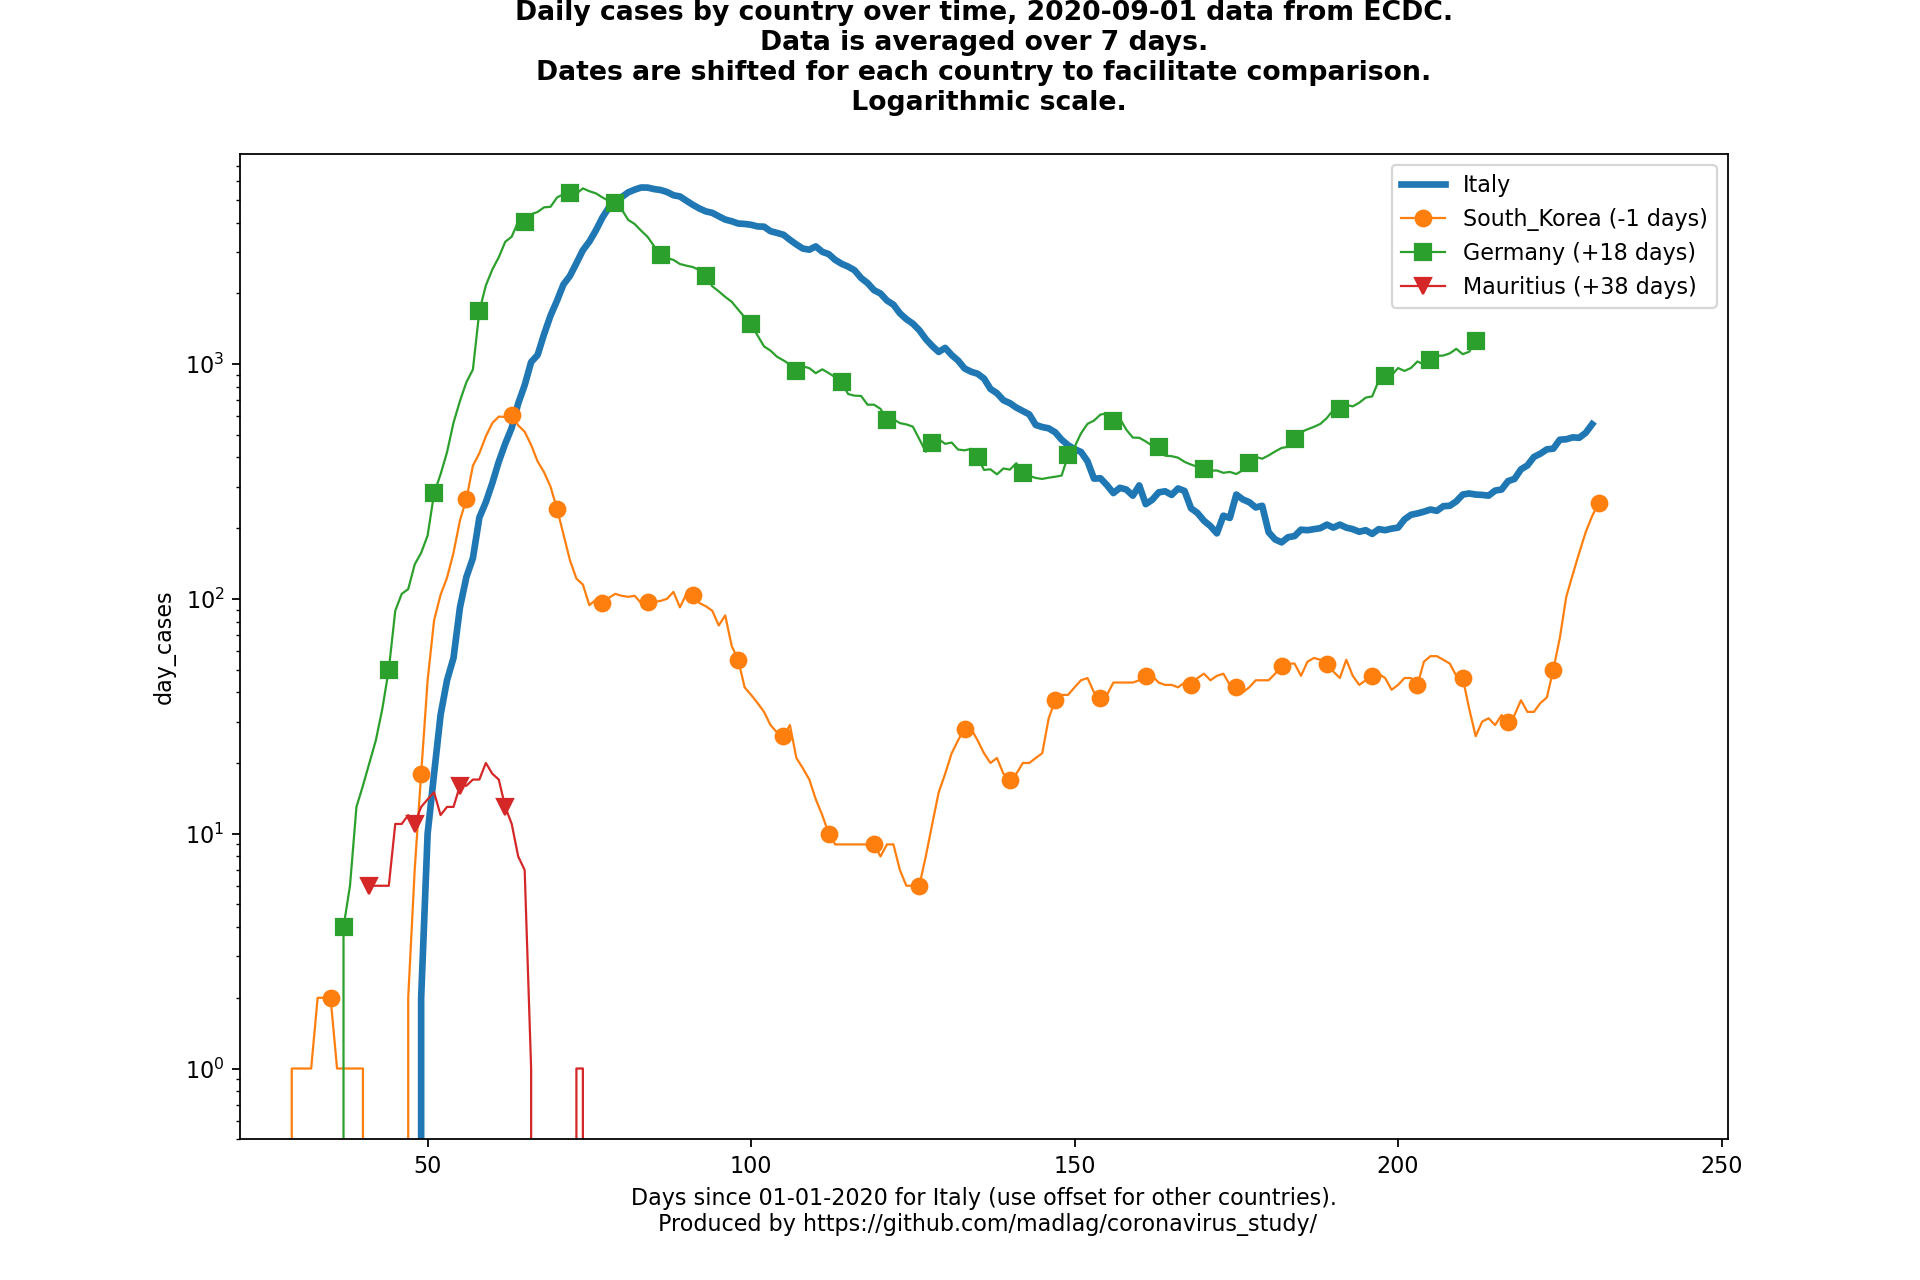 Daily cases by country over time, 2020-09-01 data from ECDC.
Data is averaged over 7 days.
Dates are shifted for each country to facilitate comparison.
Logarithmic scale.
Italy
South_Korea (-1 days)
Germany (+18 days)
Mauritius (+38 days)
10³
10²
10¹
10⁰
day_cases
50 100 150 200 250
Days since 01-01-2020 for Italy (use offset for other countries).
Produced by https://github.com/madlag/coronavirus_study/